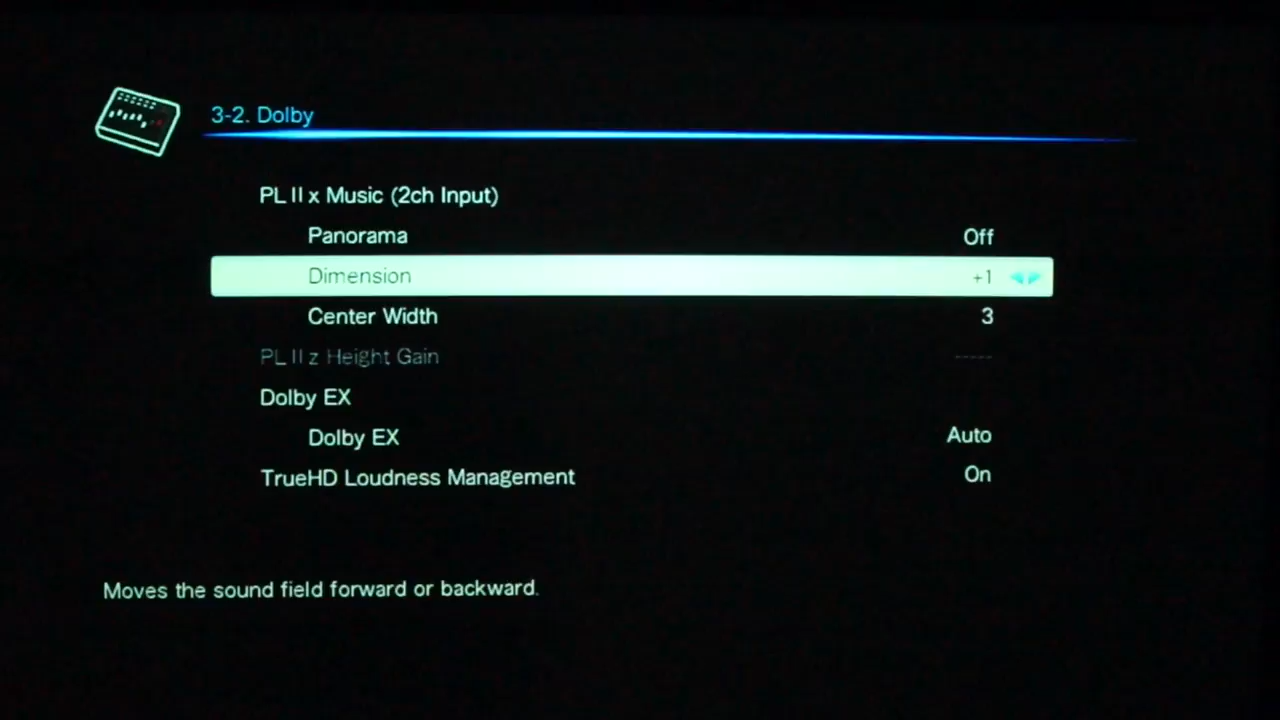 3-2. Dolby
PL II x Music (2ch Input)
Panorama Off
Dimension +1
Center Width 3
PL II z Height Gain -----
Dolby EX
Dolby EX Auto
TrueHD Loudness Management On
Moves the sound field forward or backward.